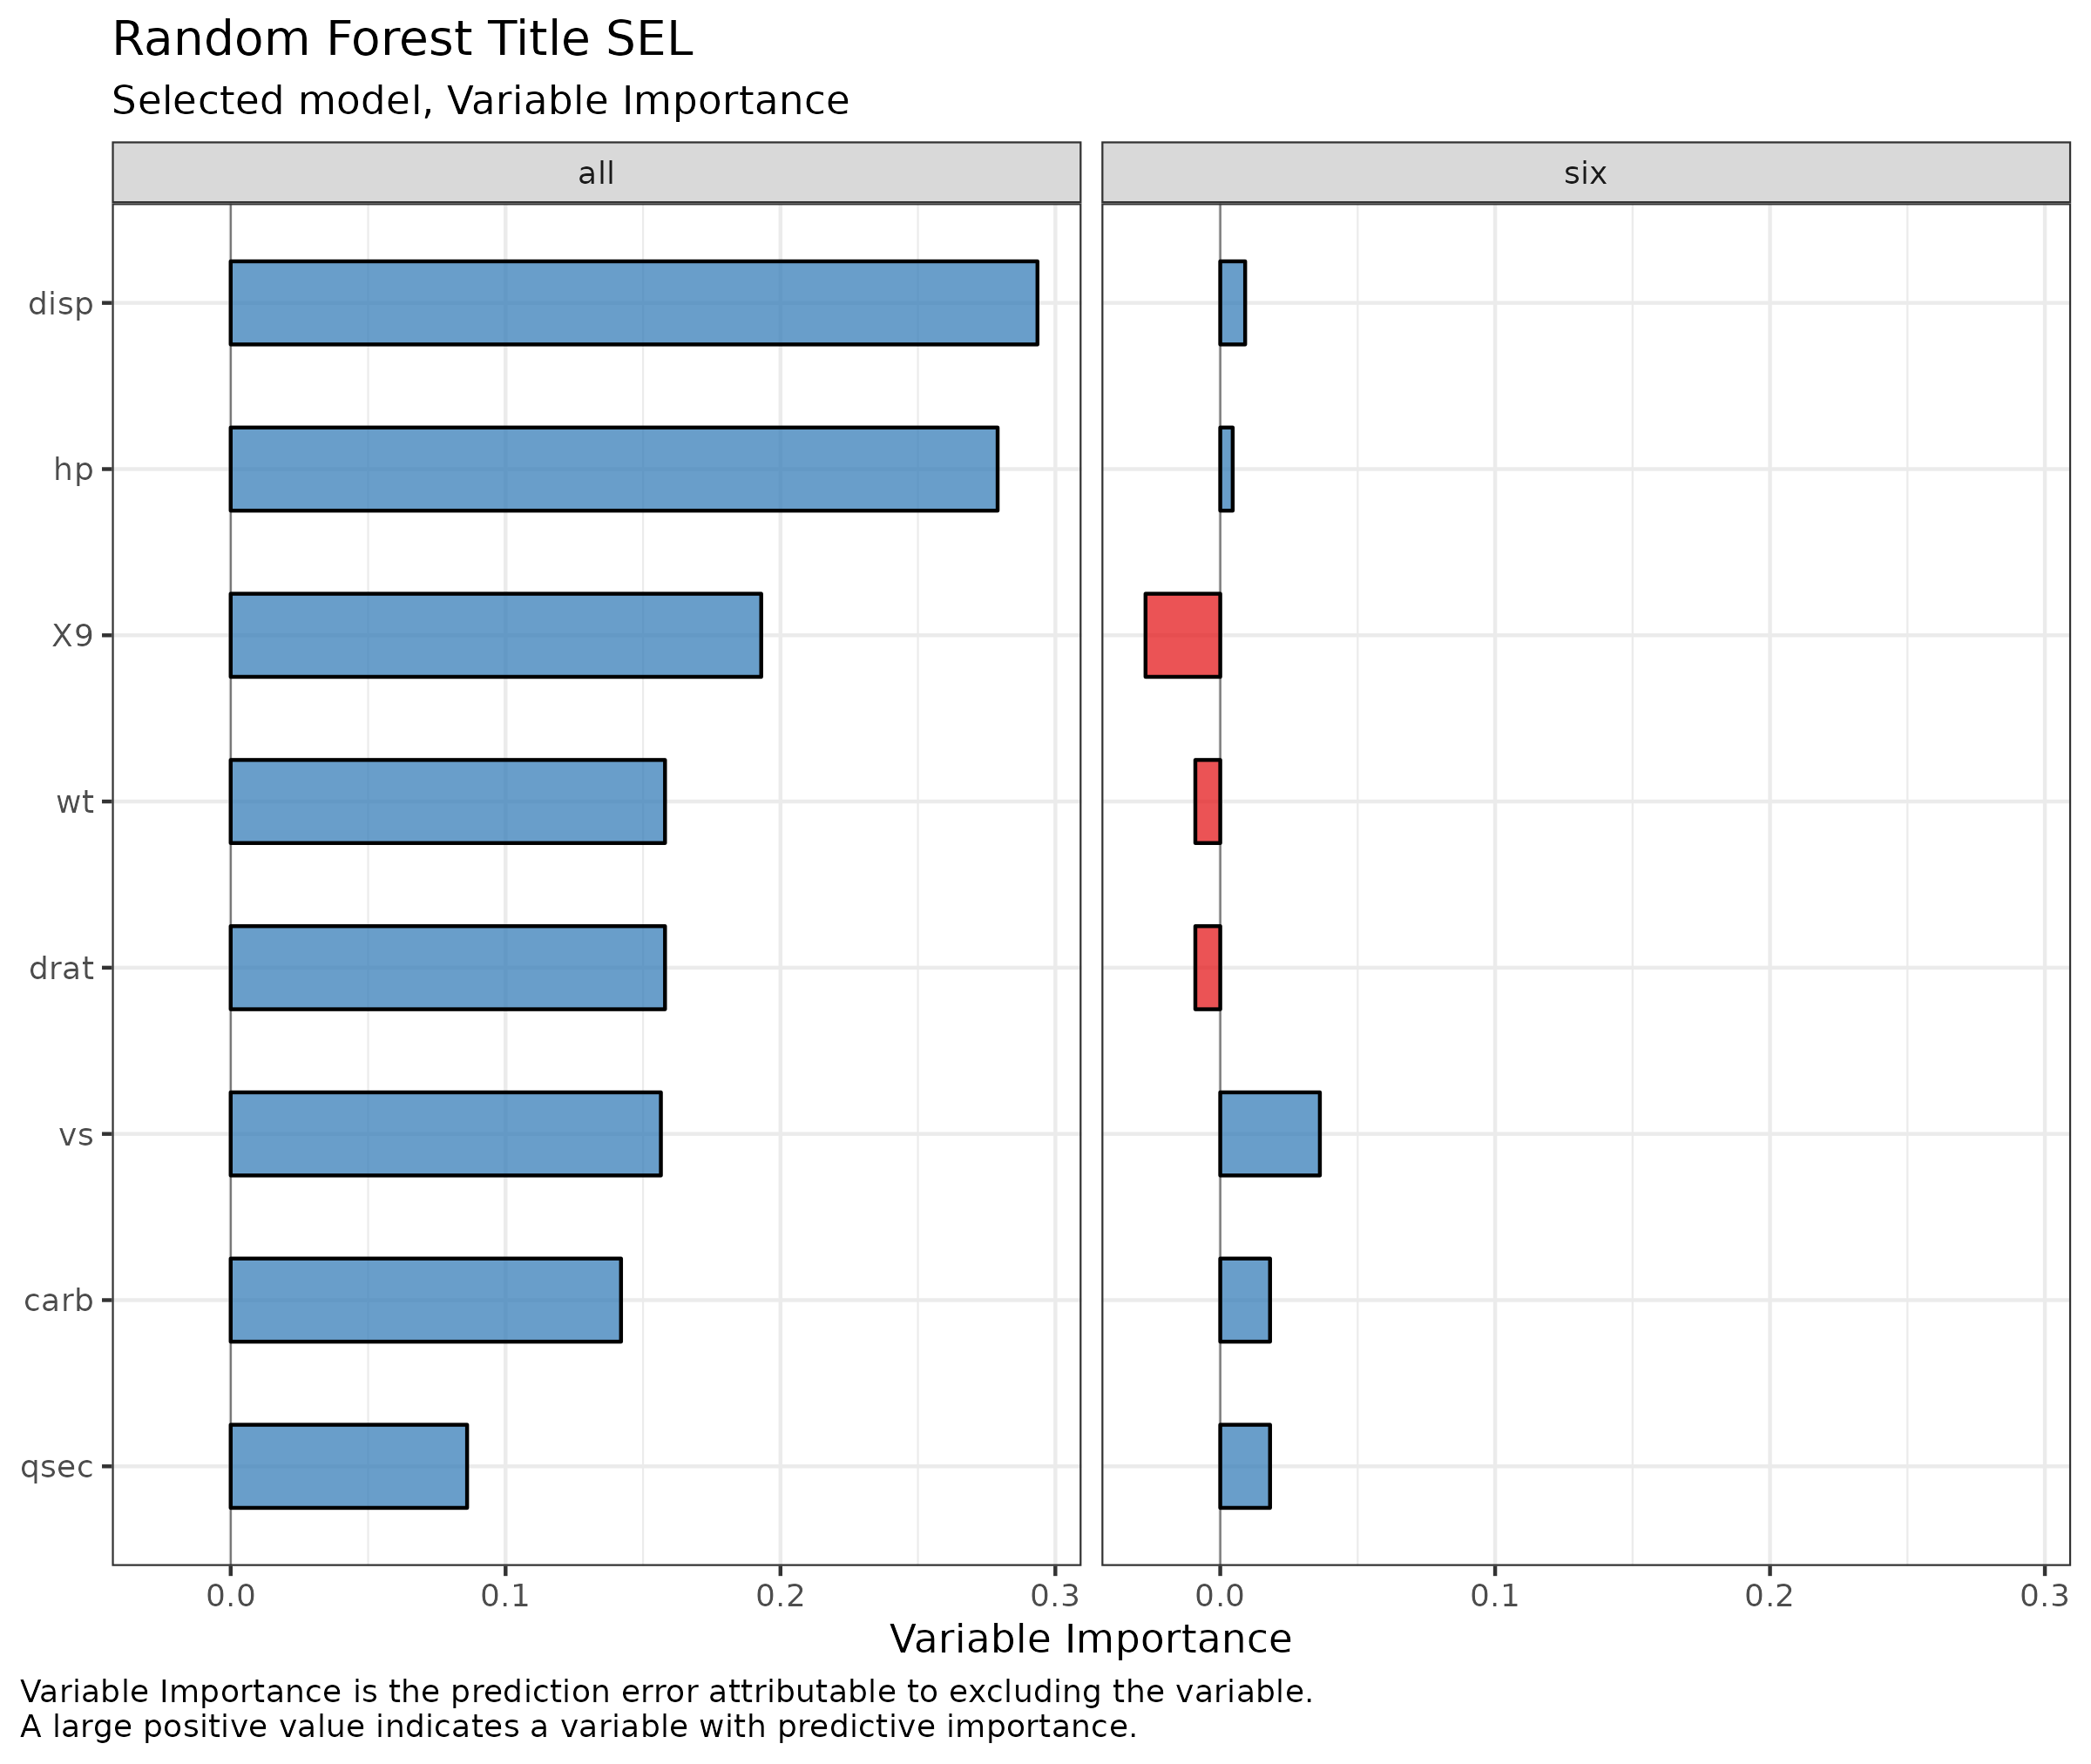 Random Forest Title SEL
Selected model, Variable Importance
all six
disp
hp
X9
wt
drat
vs
carb
qsec
0.0 0.1 0.2 0.3 0.0 0.1 0.2 0.3
Variable Importance
Variable Importance is the prediction error attributable to excluding the variable.
A large positive value indicates a variable with predictive importance.